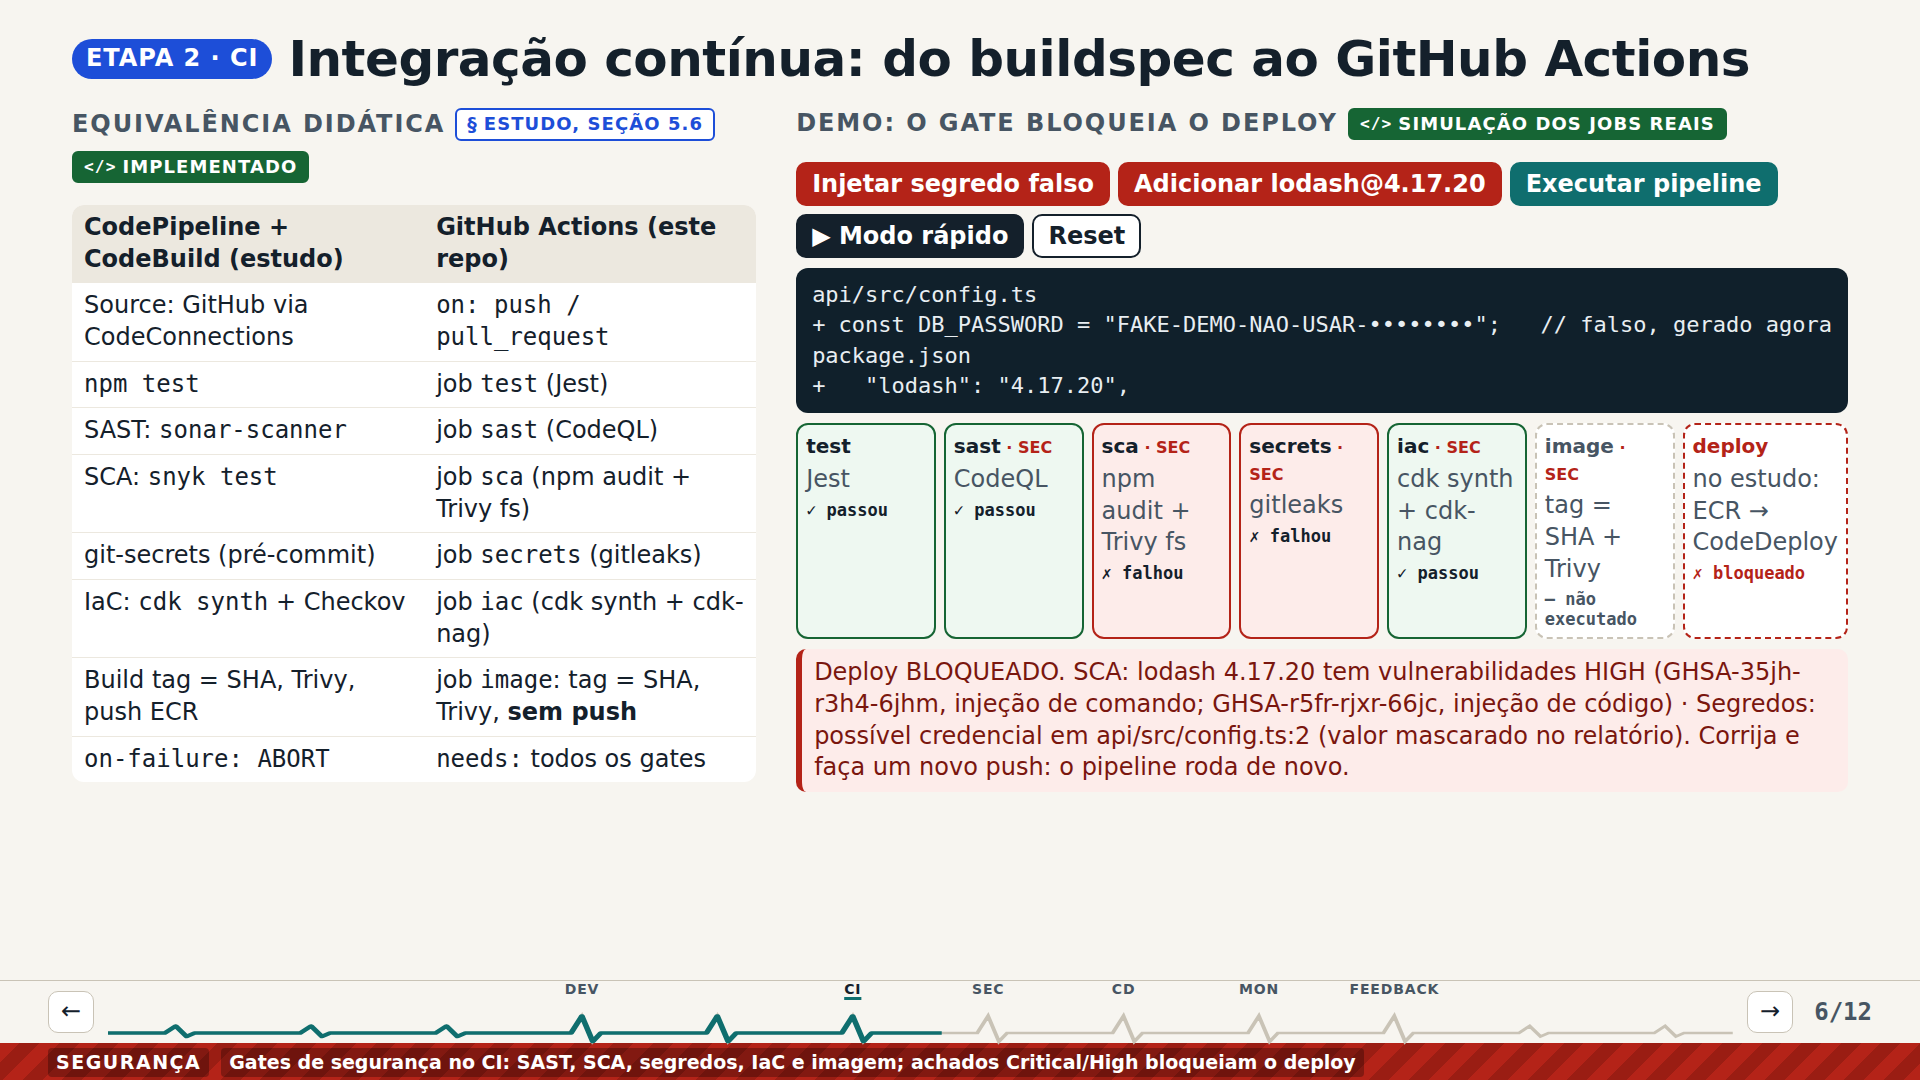 ETAPA 2 · CI Integração contínua: do buildspec ao GitHub Actions
EQUIVALÊNCIA DIDÁTICA § ESTUDO, SEÇÃO 5.6
</> IMPLEMENTADO
CodePipeline + CodeBuild (estudo)
GitHub Actions (este repo)
Source: GitHub via CodeConnections
on: push / pull_request
npm test
job test (Jest)
SAST: sonar-scanner
job sast (CodeQL)
SCA: snyk test
job sca (npm audit + Trivy fs)
git-secrets (pré-commit)
job secrets (gitleaks)
IaC: cdk synth + Checkov
job iac (cdk synth + cdk-nag)
Build tag = SHA, Trivy, push ECR
job image: tag = SHA, Trivy, sem push
on-failure: ABORT
needs: todos os gates
DEMO: O GATE BLOQUEIA O DEPLOY </> SIMULAÇÃO DOS JOBS REAIS
Injetar segredo falso
Adicionar lodash@4.17.20
Executar pipeline
▶ Modo rápido
Reset
api/src/config.ts
+ const DB_PASSWORD = "FAKE-DEMO-NAO-USAR-••••••••";   // falso, gerado agora
package.json
+   "lodash": "4.17.20",
test
Jest
✓ passou
sast · SEC
CodeQL
✓ passou
sca · SEC
npm audit + Trivy fs
✗ falhou
secrets · SEC
gitleaks
✗ falhou
iac · SEC
cdk synth + cdk-nag
✓ passou
image · SEC
tag = SHA + Trivy
— não executado
deploy
no estudo: ECR → CodeDeploy
✗ bloqueado
Deploy BLOQUEADO. SCA: lodash 4.17.20 tem vulnerabilidades HIGH (GHSA-35jh-
r3h4-6jhm, injeção de comando; GHSA-r5fr-rjxr-66jc, injeção de código) · Segredos:
possível credencial em api/src/config.ts:2 (valor mascarado no relatório). Corrija e
faça um novo push: o pipeline roda de novo.
←
DEV
CI
SEC
CD
MON
FEEDBACK
→
6/12
SEGURANÇA Gates de segurança no CI: SAST, SCA, segredos, IaC e imagem; achados Critical/High bloqueiam o deploy